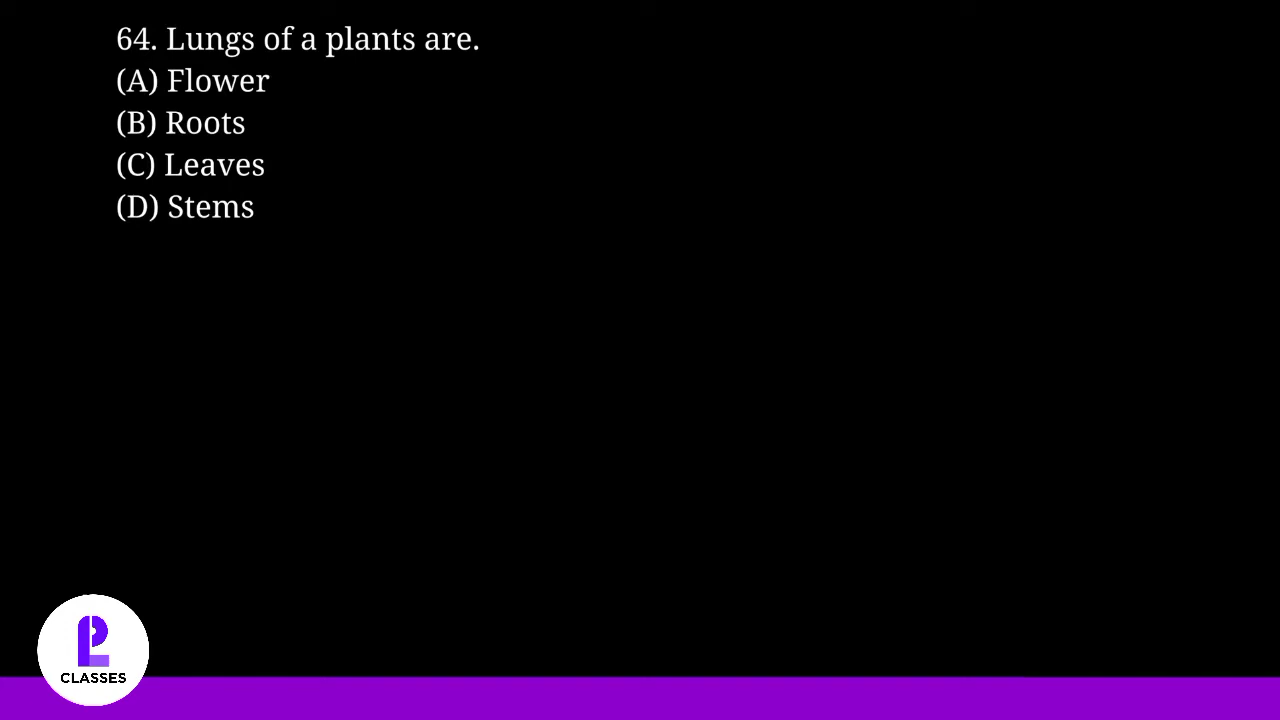 64. Lungs of a plants are.
(A) Flower
(B) Roots
(C) Leaves
(D) Stems
CLASSES